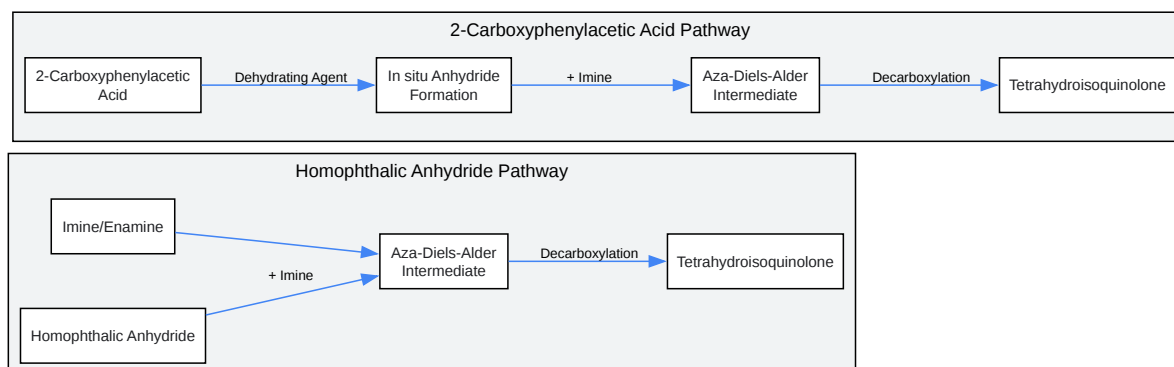 2-Carboxyphenylacetic Acid Pathway
2-Carboxyphenylacetic
Acid
Dehydrating Agent
In situ Anhydride
Formation
+ Imine
Aza-Diels-Alder
Intermediate
Decarboxylation
Tetrahydroisoquinolone
Homophthalic Anhydride Pathway
Imine/Enamine
Homophthalic Anhydride
+ Imine
Aza-Diels-Alder
Intermediate
Decarboxylation
Tetrahydroisoquinolone